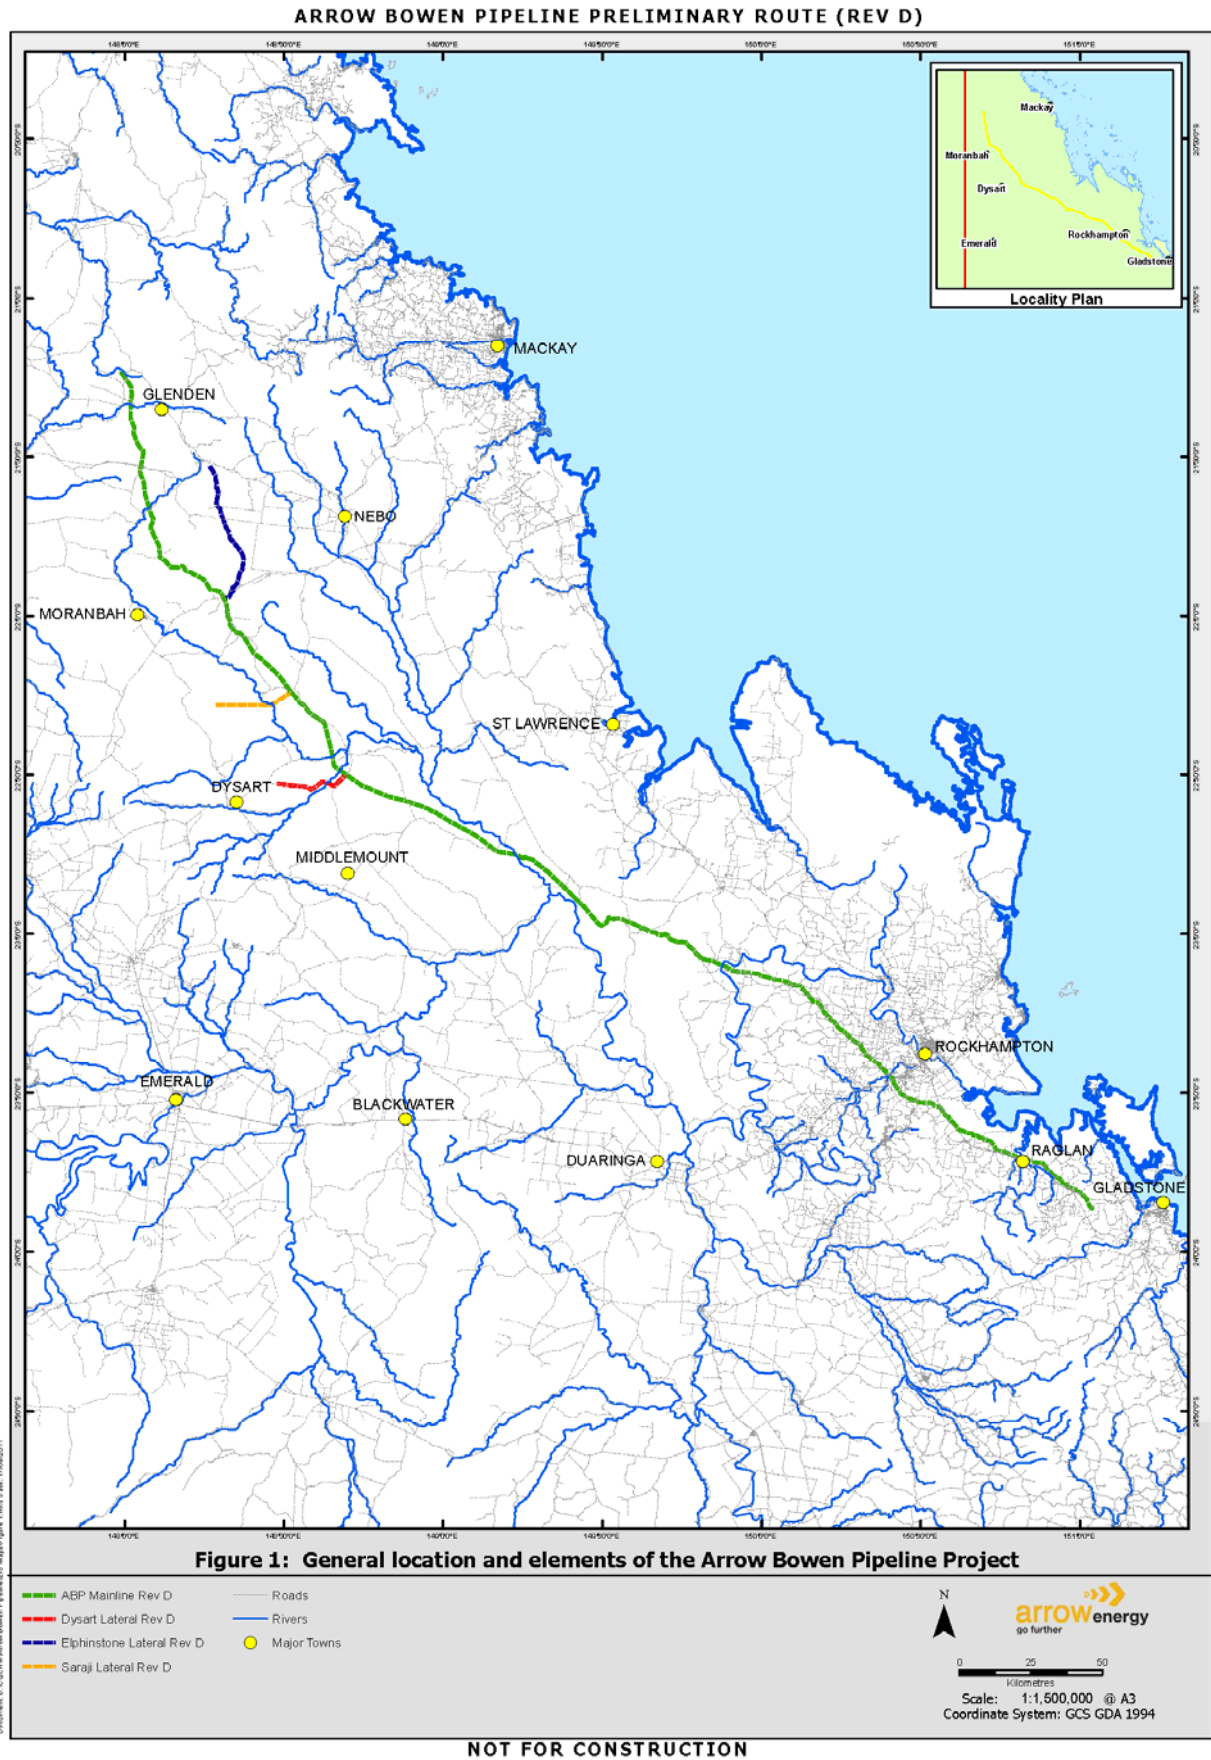 ARROW BOWEN PIPELINE PRELIMINARY ROUTE (REV D)
Mackay
Moranbah
Dysart
Emerald
Rockhampton
Gladstone
Locality Plan
MACKAY
GLENDEN
NEBO
MORANBAH
ST LAWRENCE
DYSART
MIDDLEMOUNT
ROCKHAMPTON
EMERALD
BLACKWATER
DUARINGA
RAGLAN
GLADSTONE
Figure 1: General location and elements of the Arrow Bowen Pipeline Project
ABP Mainline Rev D
Dysart Lateral Rev D
Elphinstone Lateral Rev D
Saraji Lateral Rev D
Roads
Rivers
Major Towns
N
arrow energy
go further
0 25 50
Kilometres
Scale: 1:1,500,000 @ A3
Coordinate System: GCS GDA 1994
NOT FOR CONSTRUCTION